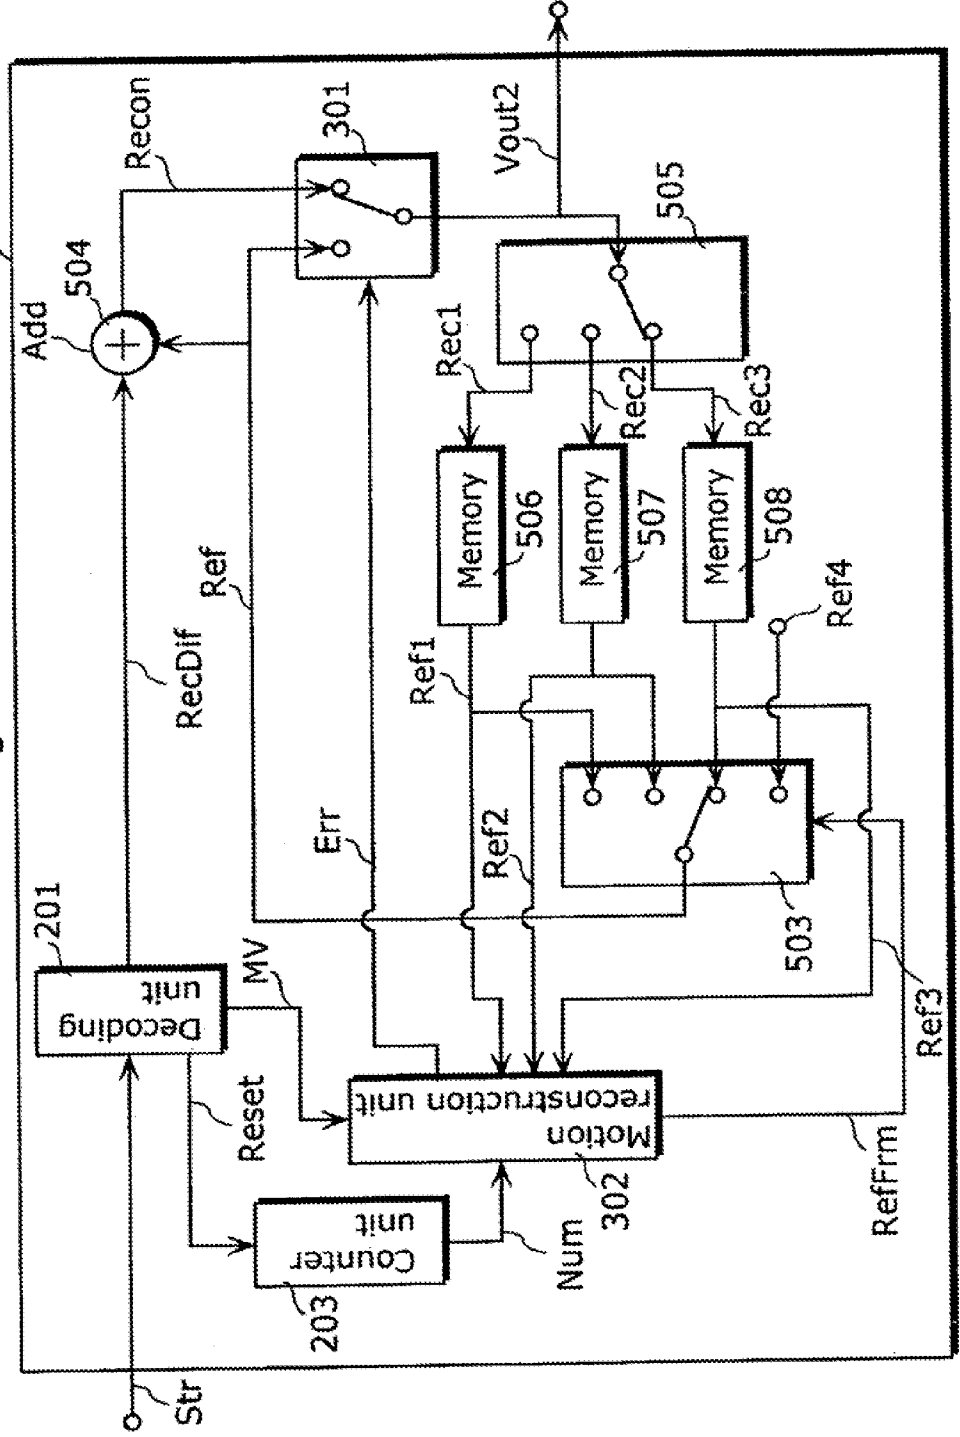 Str
201
Decoding
unit
RecDif
Add
504
Recon
Reset
MV
Ref
301
203
Counter
unit
Num
302
Motion
reconstruction unit
Err
Ref1
Ref2
Memory
506
Memory
507
Memory
508
Rec1
Rec2
Rec3
505
Vout2
503
Ref4
Ref3
RefFrm